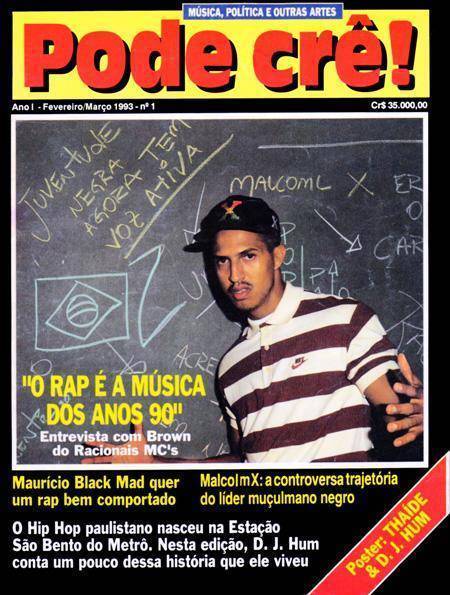 MÚSICA, POLÍTICA E OUTRAS ARTES
Pode crê!
Ano I - Fevereiro/Março 1993 - nº 1
Cr$ 35.000,00
JUVENTUDE
NEGRA
AGORA TEM
VOZ ATIVA
MALCOML X
"O RAP É A MÚSICA
DOS ANOS 90"
Entrevista com Brown
do Racionais MC's
Maurício Black Mad quer
um rap bem comportado
Malcolm X: a controversa trajetória
do líder muçulmano negro
O Hip Hop paulistano nasceu na Estação
São Bento do Metrô. Nesta edição, D. J. Hum
conta um pouco dessa história que ele viveu
Poster: THAÍDE
& D. J. HUM